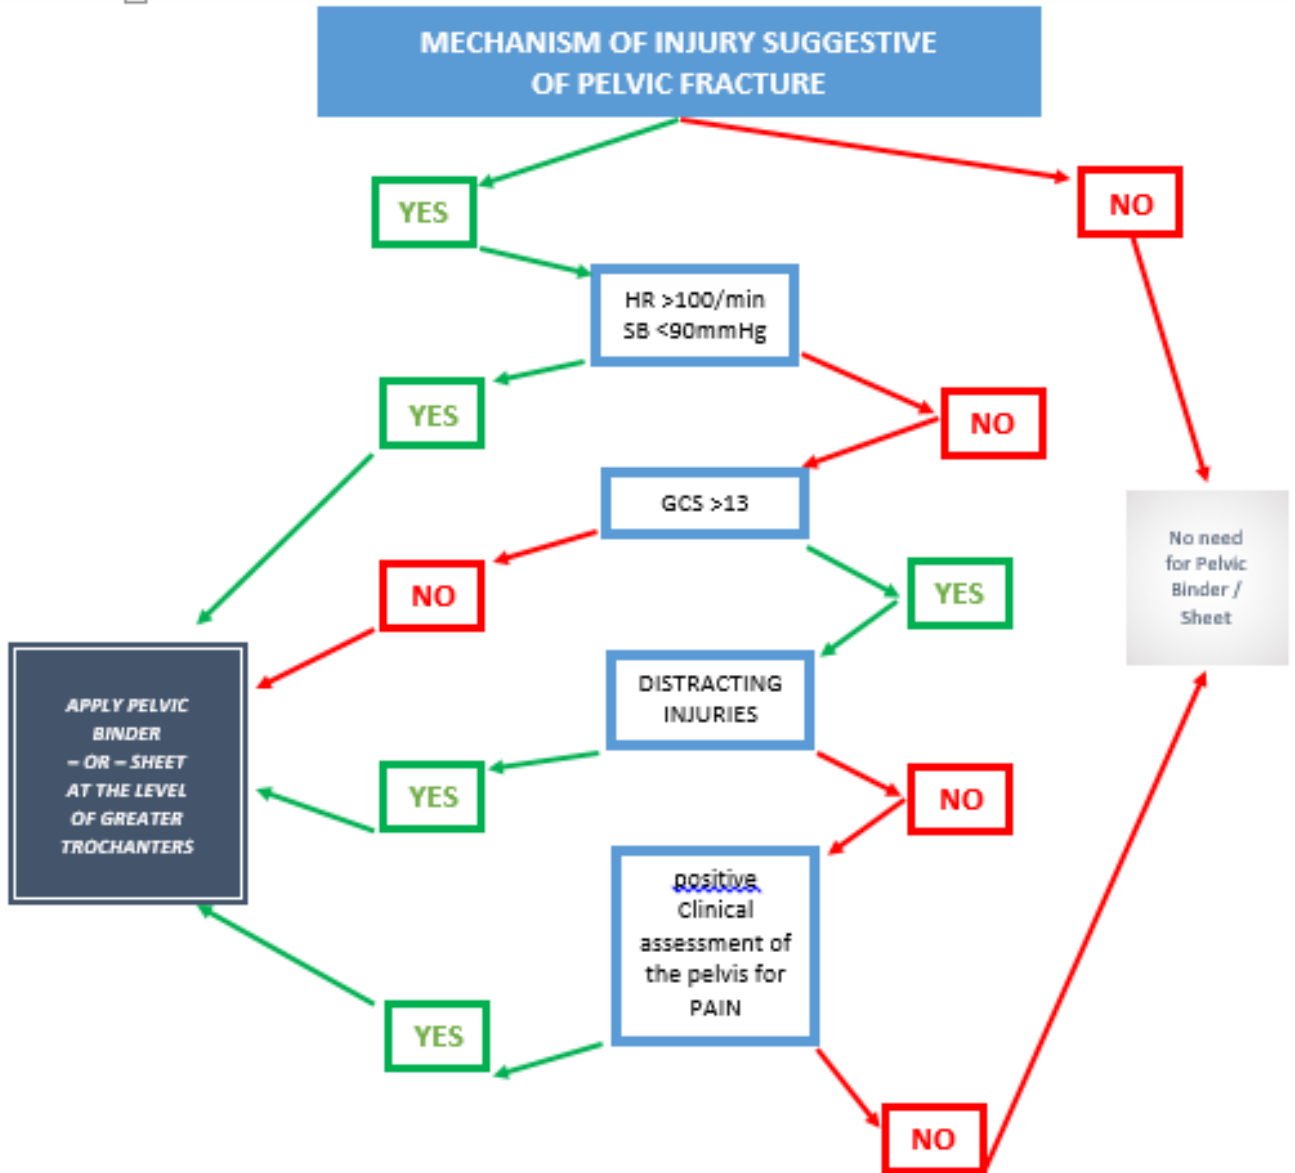 MECHANISM OF INJURY SUGGESTIVE
OF PELVIC FRACTURE
YES
NO
HR >100/min
SB <90mmHg
YES
NO
GCS >13
NO
YES
No need
for Pelvic
Binder /
Sheet
DISTRACTING
INJURIES
APPLY PELVIC
BINDER
– OR – SHEET
AT THE LEVEL
OF GREATER
TROCHANTERS
YES
NO
positive
Clinical
assessment of
the pelvis for
PAIN
YES
NO